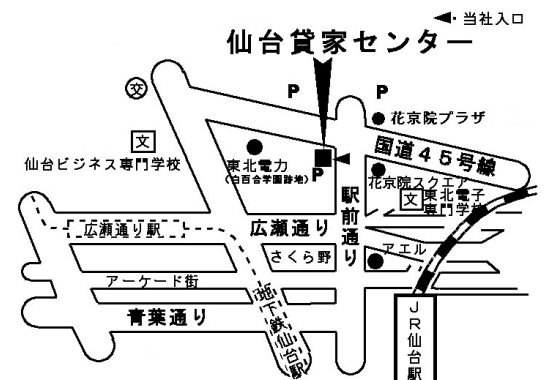 ◀・当社入口
仙台貸家センター
P
P
交
花京院プラザ
文
仙台ビジネス専門学校
東北電力
(白百合学園跡地)
P
国道45号線
花京院スクエア
文
東北電子
専門学校
駅前通り
広瀬通り駅
広瀬通り
さくら野
アエル
アーケード街
地下鉄仙台駅
青葉通り
JR仙台駅